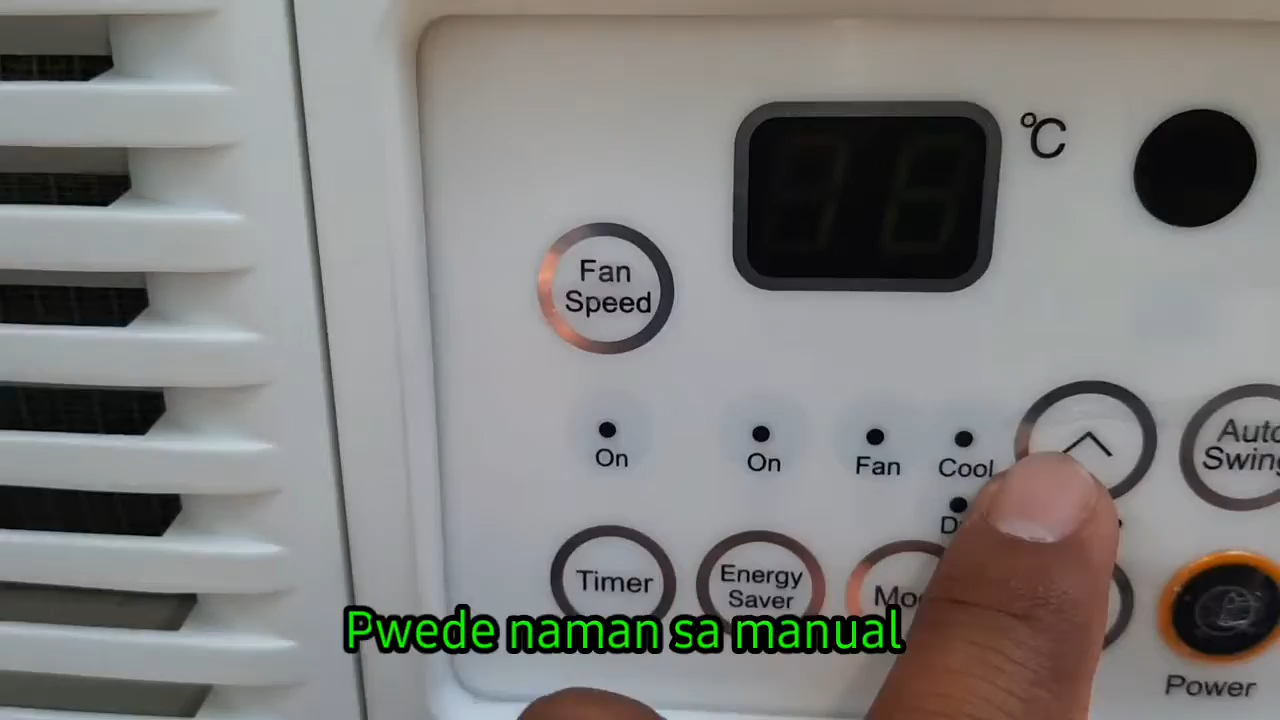 °C
Fan
Speed
On
On
Fan
Cool
Auto
Swing
Timer
Energy
Saver
Power
Pwede naman sa manual